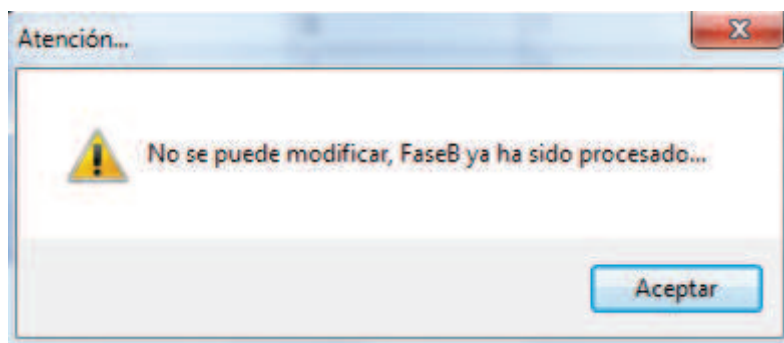 Atención...
No se puede modificar, FaseB ya ha sido procesado...
Aceptar